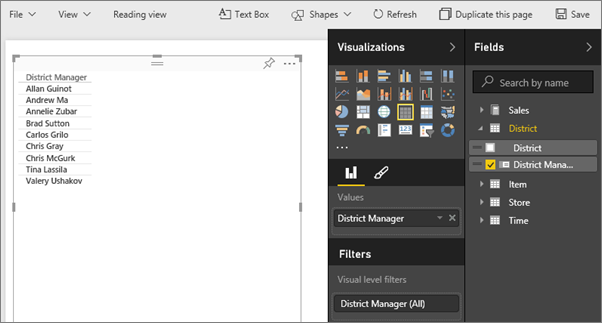 File View Reading view Text Box Shapes Refresh Duplicate this page Save
District Manager
Allan Guinot
Andrew Ma
Annelie Zubar
Brad Sutton
Carlos Grilo
Chris Gray
Chris McGurk
Tina Lassila
Valery Ushakov
Visualizations
R
123
Values
District Manager
Filters
Visual level filters
District Manager (All)
Fields
Search by name
Sales
District
District
District Mana...
Item
Store
Time